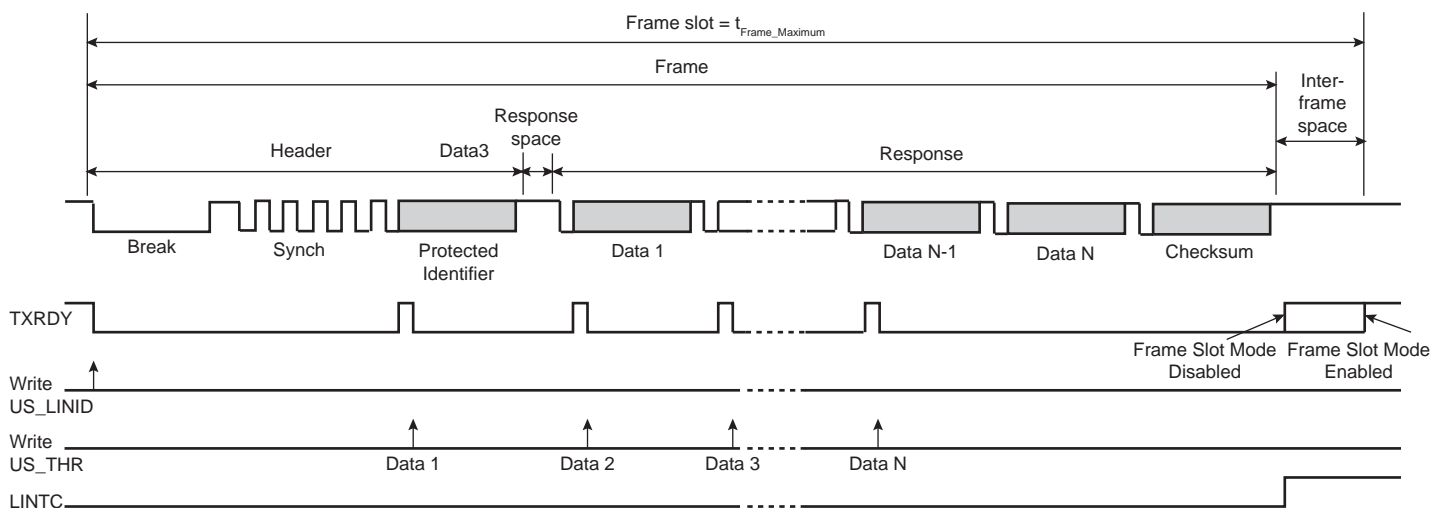 Frame slot = tFrame_Maximum
Frame
Inter-
frame
space
Response
space
Header
Data3
Response
Break
Synch
Protected
Identifier
Data 1
Data N-1
Data N
Checksum
TXRDY
Frame Slot Mode
Disabled
Frame Slot Mode
Enabled
Write
US_LINID
Write
US_THR
Data 1
Data 2
Data 3
Data N
LINTC